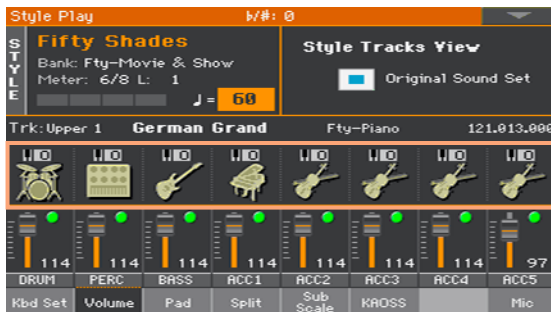 Style Play ♭/#: 0
STYLE
Fifty Shades
Bank: Fty-Movie & Show
Meter: 6/8 L: 1
♩= 60
Style Tracks View
Original Sound Set
Trk: Upper 1 German Grand Fty-Piano 121.013.000
114 114 114 114 114 114 114 97
DRUM PERC BASS ACC1 ACC2 ACC3 ACC4 ACC5
Kbd Set Volume Pad Split Sub Scale KAOSS Mic